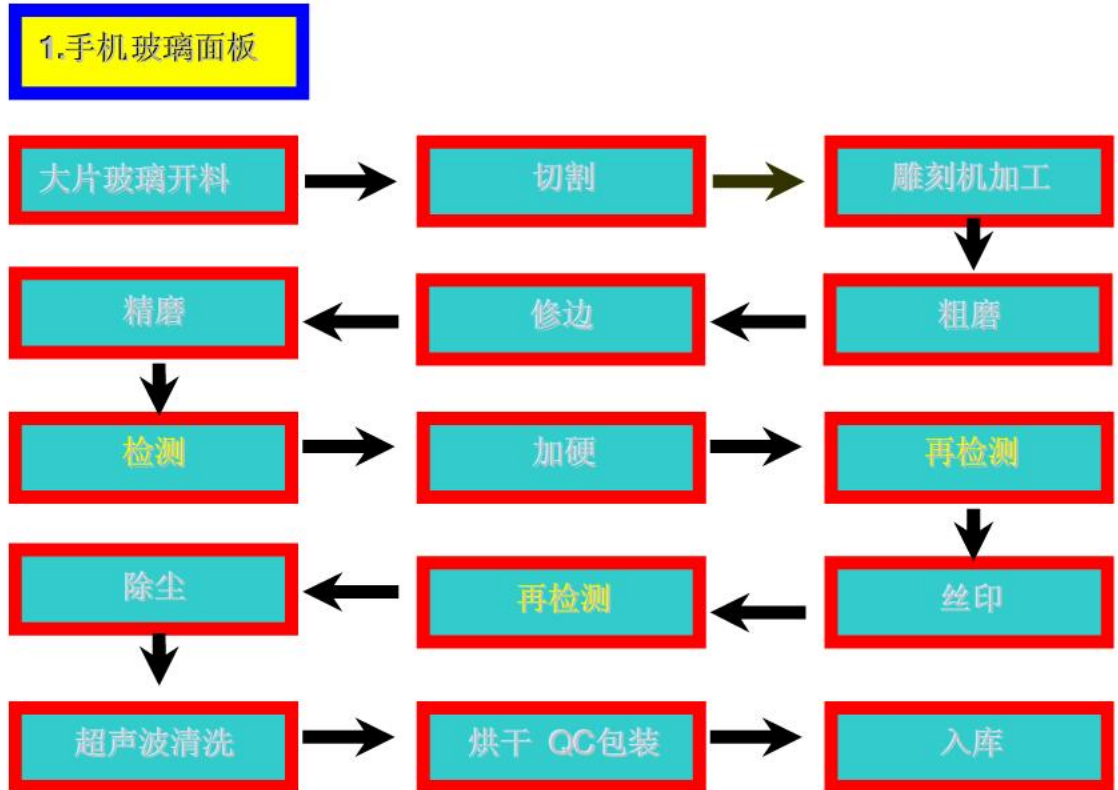 1.手机玻璃面板
大片玻璃开料
切割
雕刻机加工
粗磨
修边
精磨
检测
加硬
再检测
丝印
再检测
除尘
超声波清洗
烘干 QC包装
入库